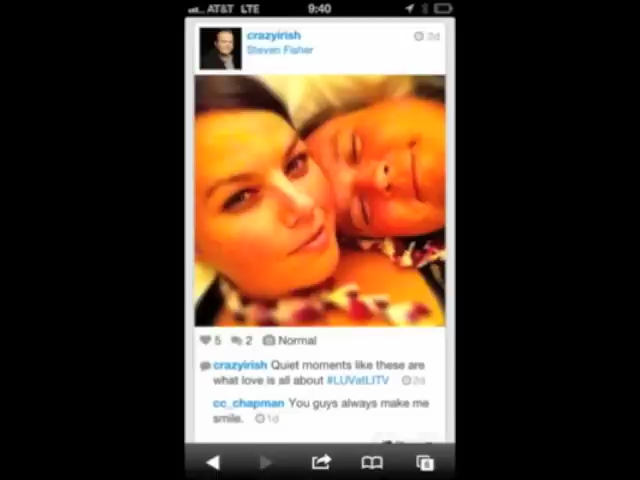 AT&T LTE 9:40
crazyirish 2d
Steven Fisher
5 2 Normal
crazyirish Quiet moments like these are
what love is all about #LUVatLITV 2d
cc_chapman You guys always make me
smile. 1d
6